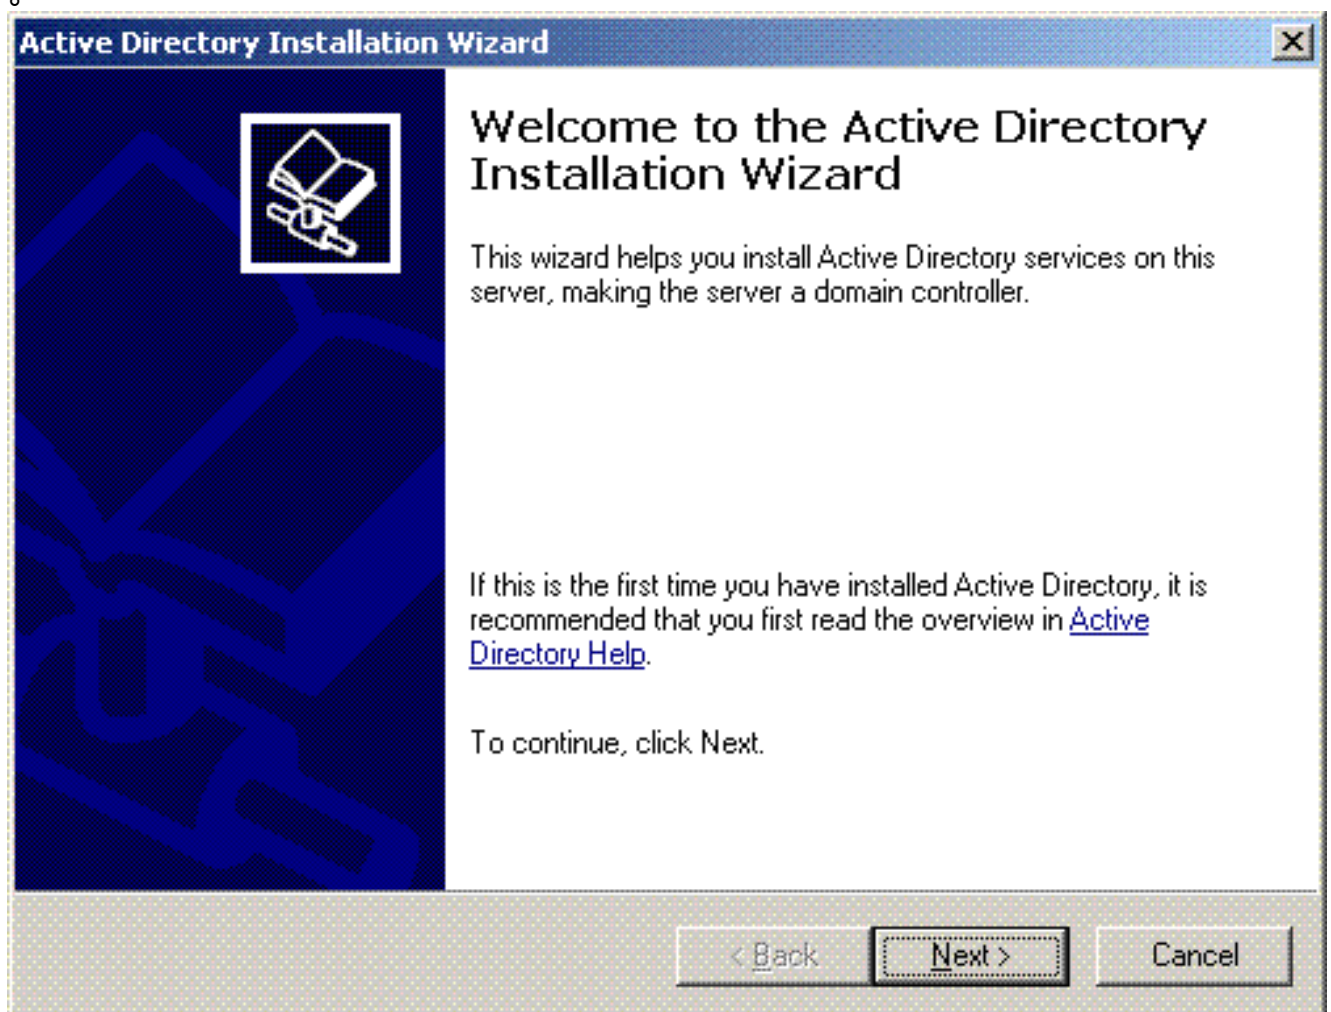 Active Directory Installation Wizard
Welcome to the Active Directory
Installation Wizard
This wizard helps you install Active Directory services on this
server, making the server a domain controller.
If this is the first time you have installed Active Directory, it is
recommended that you first read the overview in Active
Directory Help.
To continue, click Next.
< Back
Next >
Cancel